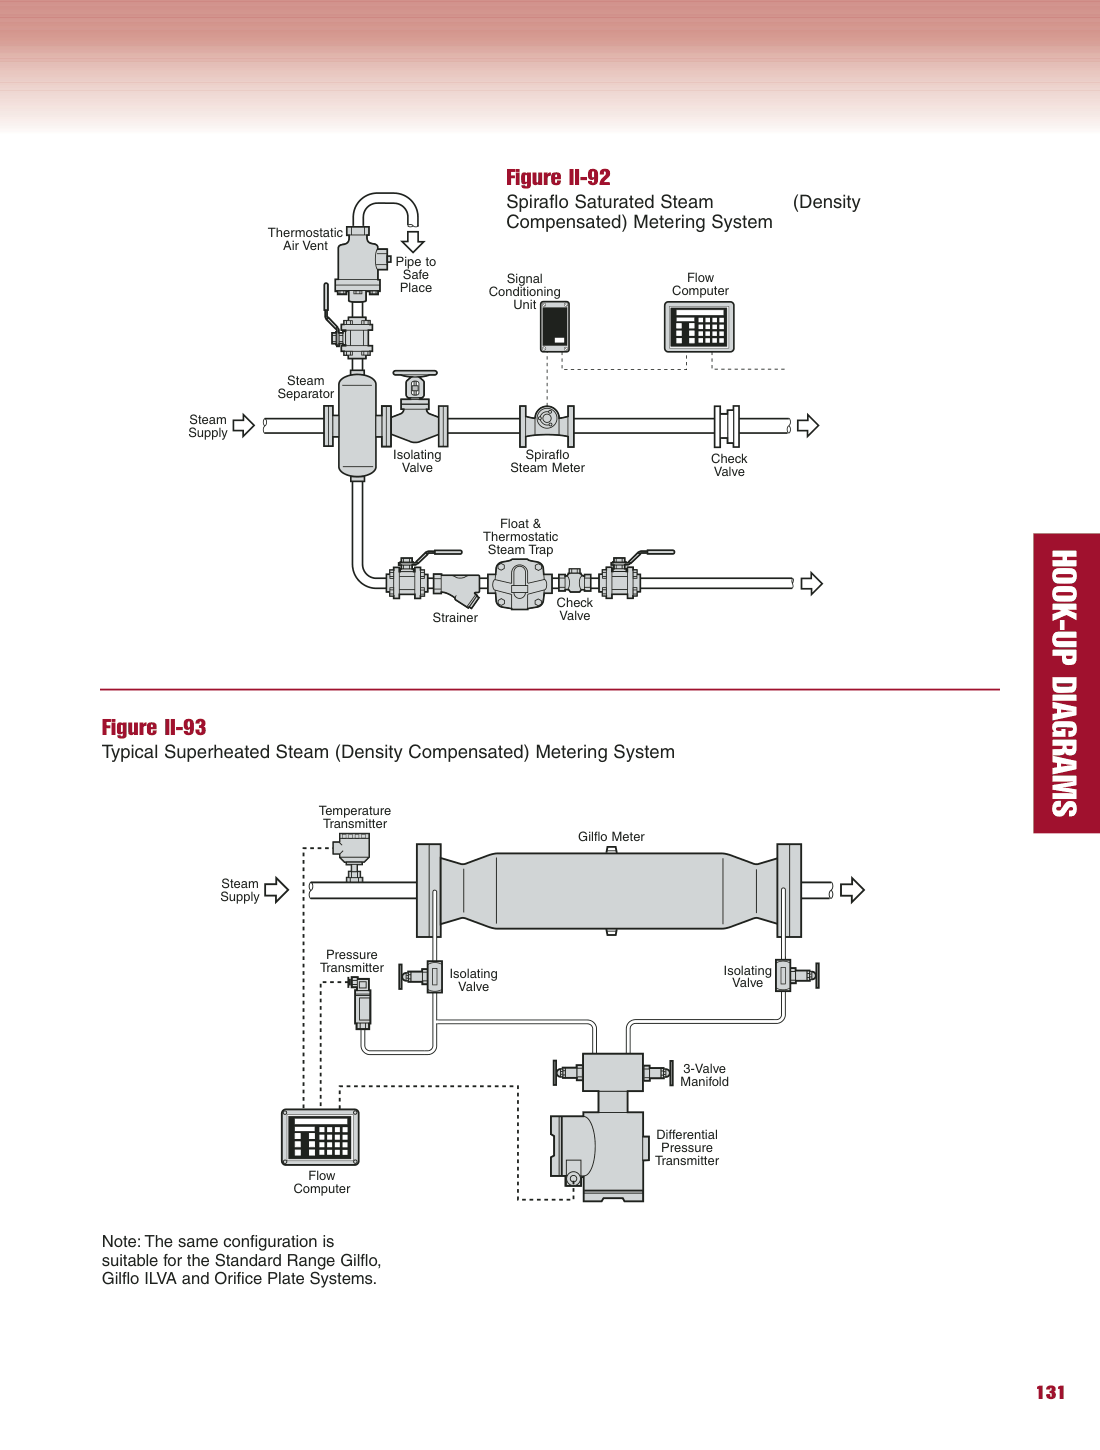 Figure II-92
Spiraflo Saturated Steam (Density
Compensated) Metering System
Thermostatic
Air Vent
Pipe to
Safe
Place
Signal
Conditioning
Unit
Flow
Computer
Steam
Separator
Steam
Supply
Isolating
Valve
Spiraflo
Steam Meter
Check
Valve
Float &
Thermostatic
Steam Trap
Strainer
Check
Valve
HOOK-UP DIAGRAMS
Figure II-93
Typical Superheated Steam (Density Compensated) Metering System
Temperature
Transmitter
Gilflo Meter
Steam
Supply
Pressure
Transmitter
Isolating
Valve
Isolating
Valve
3-Valve
Manifold
Differential
Pressure
Transmitter
Flow
Computer
Note: The same configuration is
suitable for the Standard Range Gilflo,
Gilflo ILVA and Orifice Plate Systems.
131